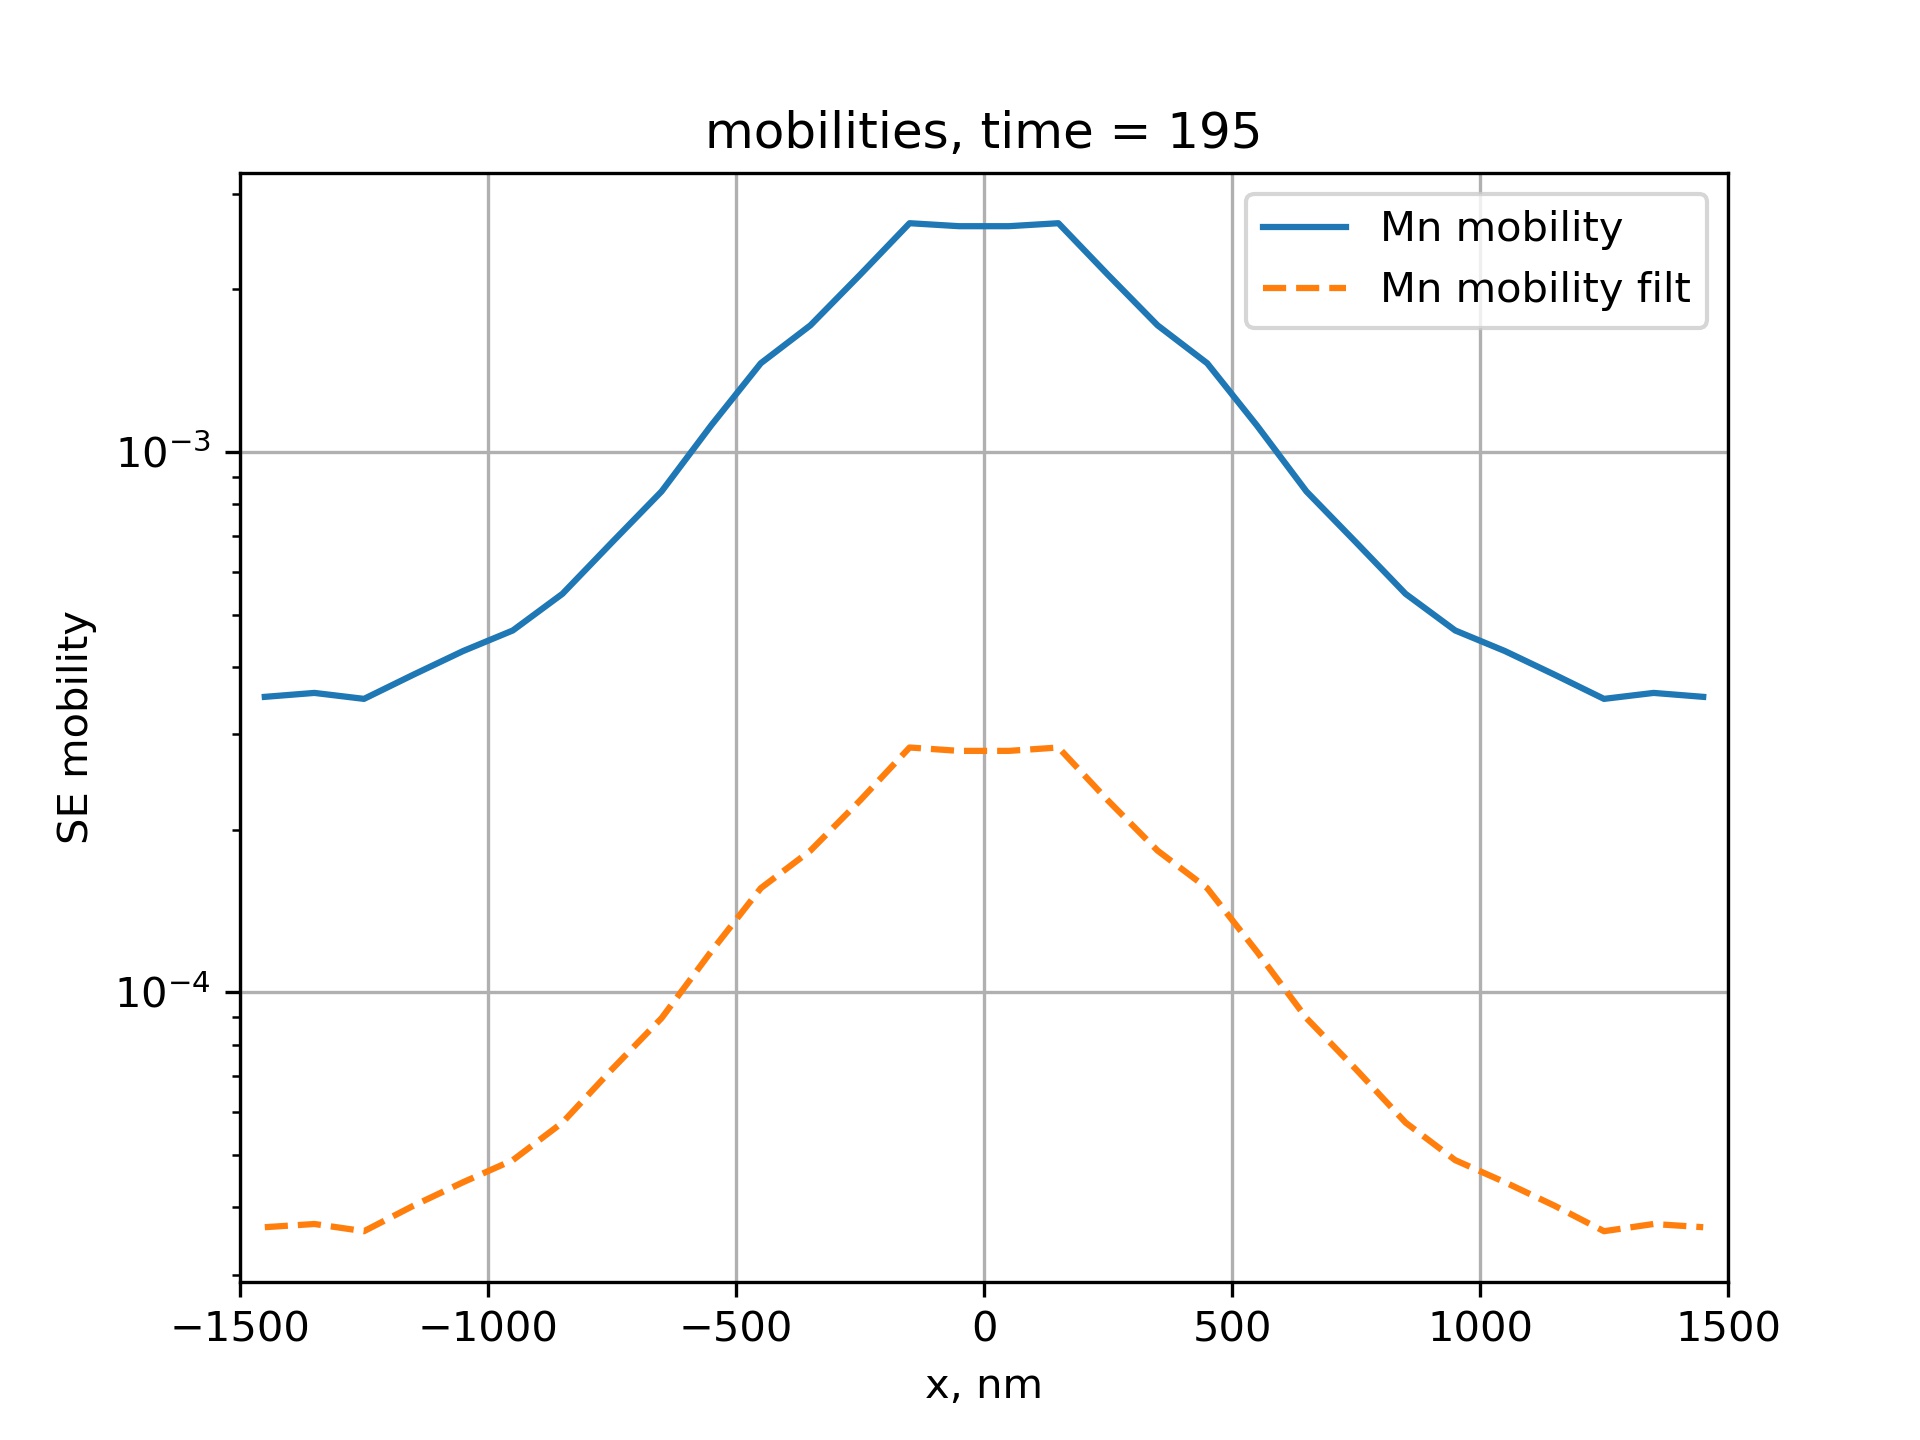 mobilities, time = 195
Mn mobility
Mn mobility filt
SE mobility
10⁻³
10⁻⁴
−1500 −1000 −500 0 500 1000 1500
x, nm